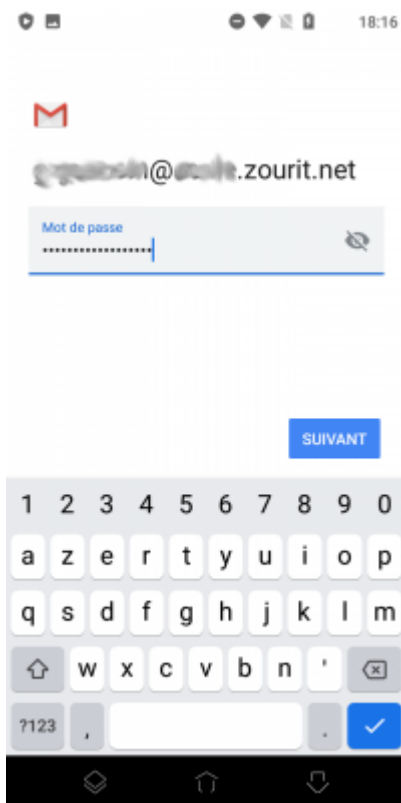 18:16
@ .zourit.net
Mot de passe
••••••••••••••••••
SUIVANT
1 2 3 4 5 6 7 8 9 0
a z e r t y u i o p
q s d f g h j k l m
w x c v b n '
?123 , .